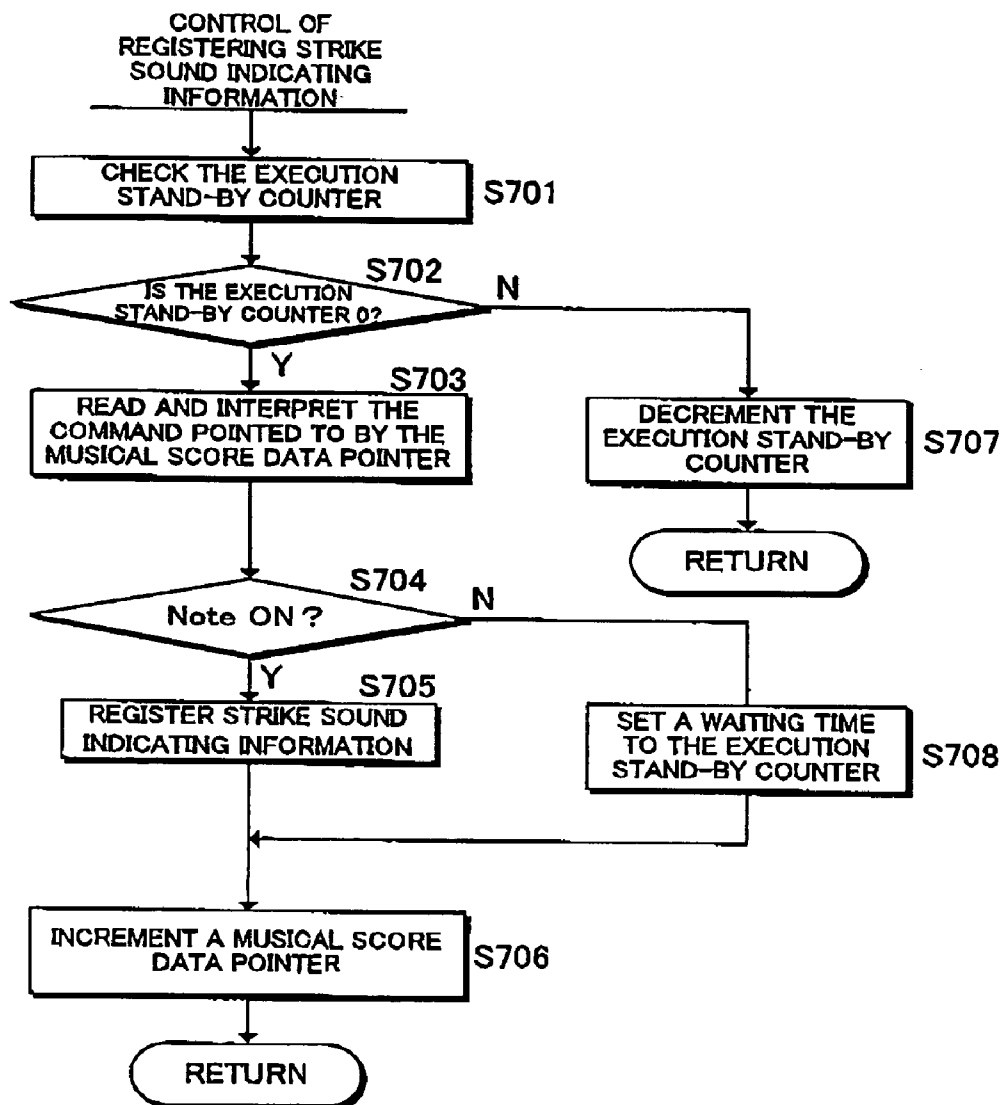 CONTROL OF
REGISTERING STRIKE
SOUND INDICATING
INFORMATION
CHECK THE EXECUTION
STAND-BY COUNTER
S701
S702
IS THE EXECUTION
STAND-BY COUNTER 0?
N
Y
S703
READ AND INTERPRET THE
COMMAND POINTED TO BY THE
MUSICAL SCORE DATA POINTER
DECREMENT THE
EXECUTION STAND-BY
COUNTER
S707
RETURN
S704
Note ON ?
N
Y
S705
REGISTER STRIKE SOUND
INDICATING INFORMATION
SET A WAITING TIME
TO THE EXECUTION
STAND-BY COUNTER
S708
INCREMENT A MUSICAL SCORE
DATA POINTER
S706
RETURN